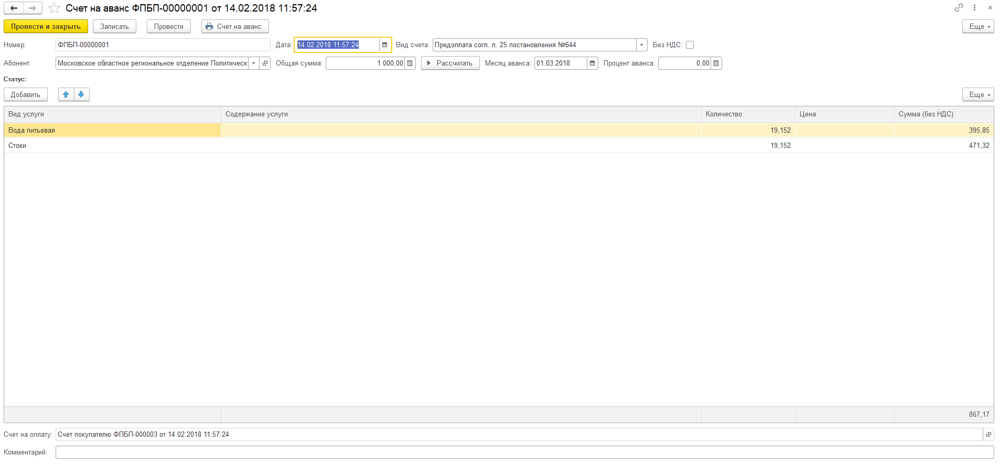 Счет на аванс ФПБП-00000001 от 14.02.2018 11:57:24
Провести и закрыть Записать Провести Счет на аванс Еще
Номер: ФПБП-00000001 Дата: 14.02.2018 11:57:24 Вид счета: Предоплата согл. п. 25 постановления №644 Без НДС:
Абонент: Московское областное региональное отделение Политическ Общая сумма: 1 000,00 Рассчитать Месяц аванса: 01.03.2018 Процент аванса: 0,00
Статус:
Добавить Еще
Вид услуги Содержание услуги Количество Цена Сумма (без НДС)
Вода питьевая 19,152 395,85
Стоки 19,152 471,32
867,17
Счет на оплату: Счет покупателю ФПБП-000003 от 14.02.2018 11:57:24
Комментарий: